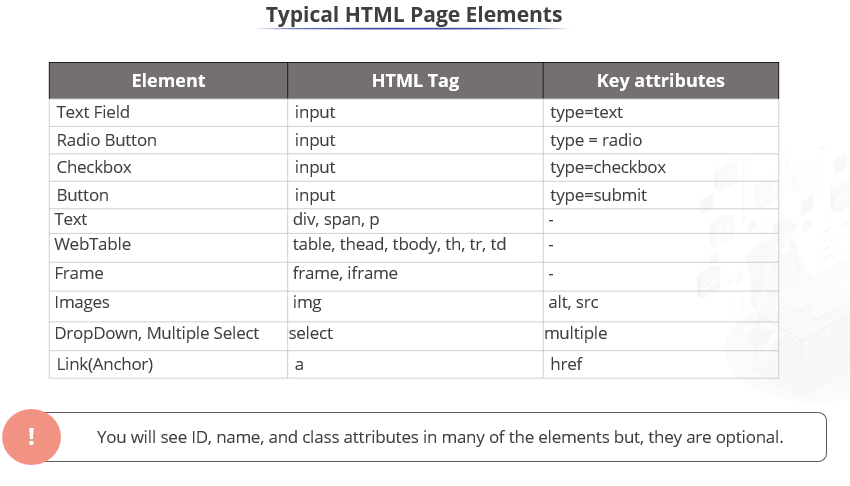 Typical HTML Page Elements
Element HTML Tag Key attributes
Text Field input type=text
Radio Button input type = radio
Checkbox input type=checkbox
Button input type=submit
Text div, span, p -
WebTable table, thead, tbody, th, tr, td -
Frame frame, iframe -
Images img alt, src
DropDown, Multiple Select select multiple
Link(Anchor) a href
! You will see ID, name, and class attributes in many of the elements but, they are optional.